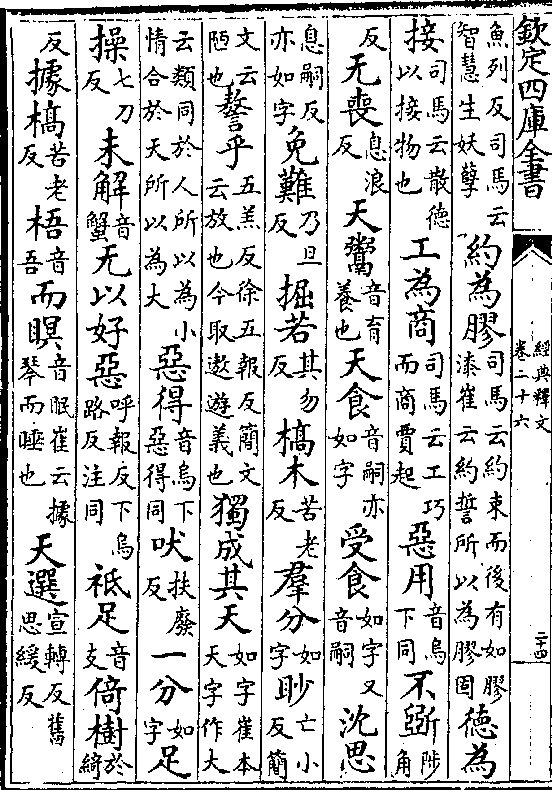 欽定四庫全書
經典釋文
卷二十六
二十四
魚列反司馬云智慧生妖孽約為膠司馬云約束而後有如膠漆崔云約誓所以為膠固德為
接司馬云散德以接物也工為商司馬云工巧而商賈起惡用音烏下同不斵陟角
反无喪息浪反天鬻音育養也天食音嗣亦如字受食如字又音嗣沈思
息嗣反亦如字免難乃旦反掘若其勿反槁木苦老反羣分如字眇亡小反簡
文云陋也謷乎五羔反徐五報反簡文云放也今取遨遊義也獨成其天如字崔本天字作大
云類同於人所以為小情合於天所以為大惡得音烏下惡得同吠扶廢反一分如字足
操七刀反未解音蟹无以好惡呼報反下烏路反注同祗足音支倚樹於綺
反據槁苦老反梧音吾而瞑音眠崔云據琴而睡也天選宣轉反舊思緩反